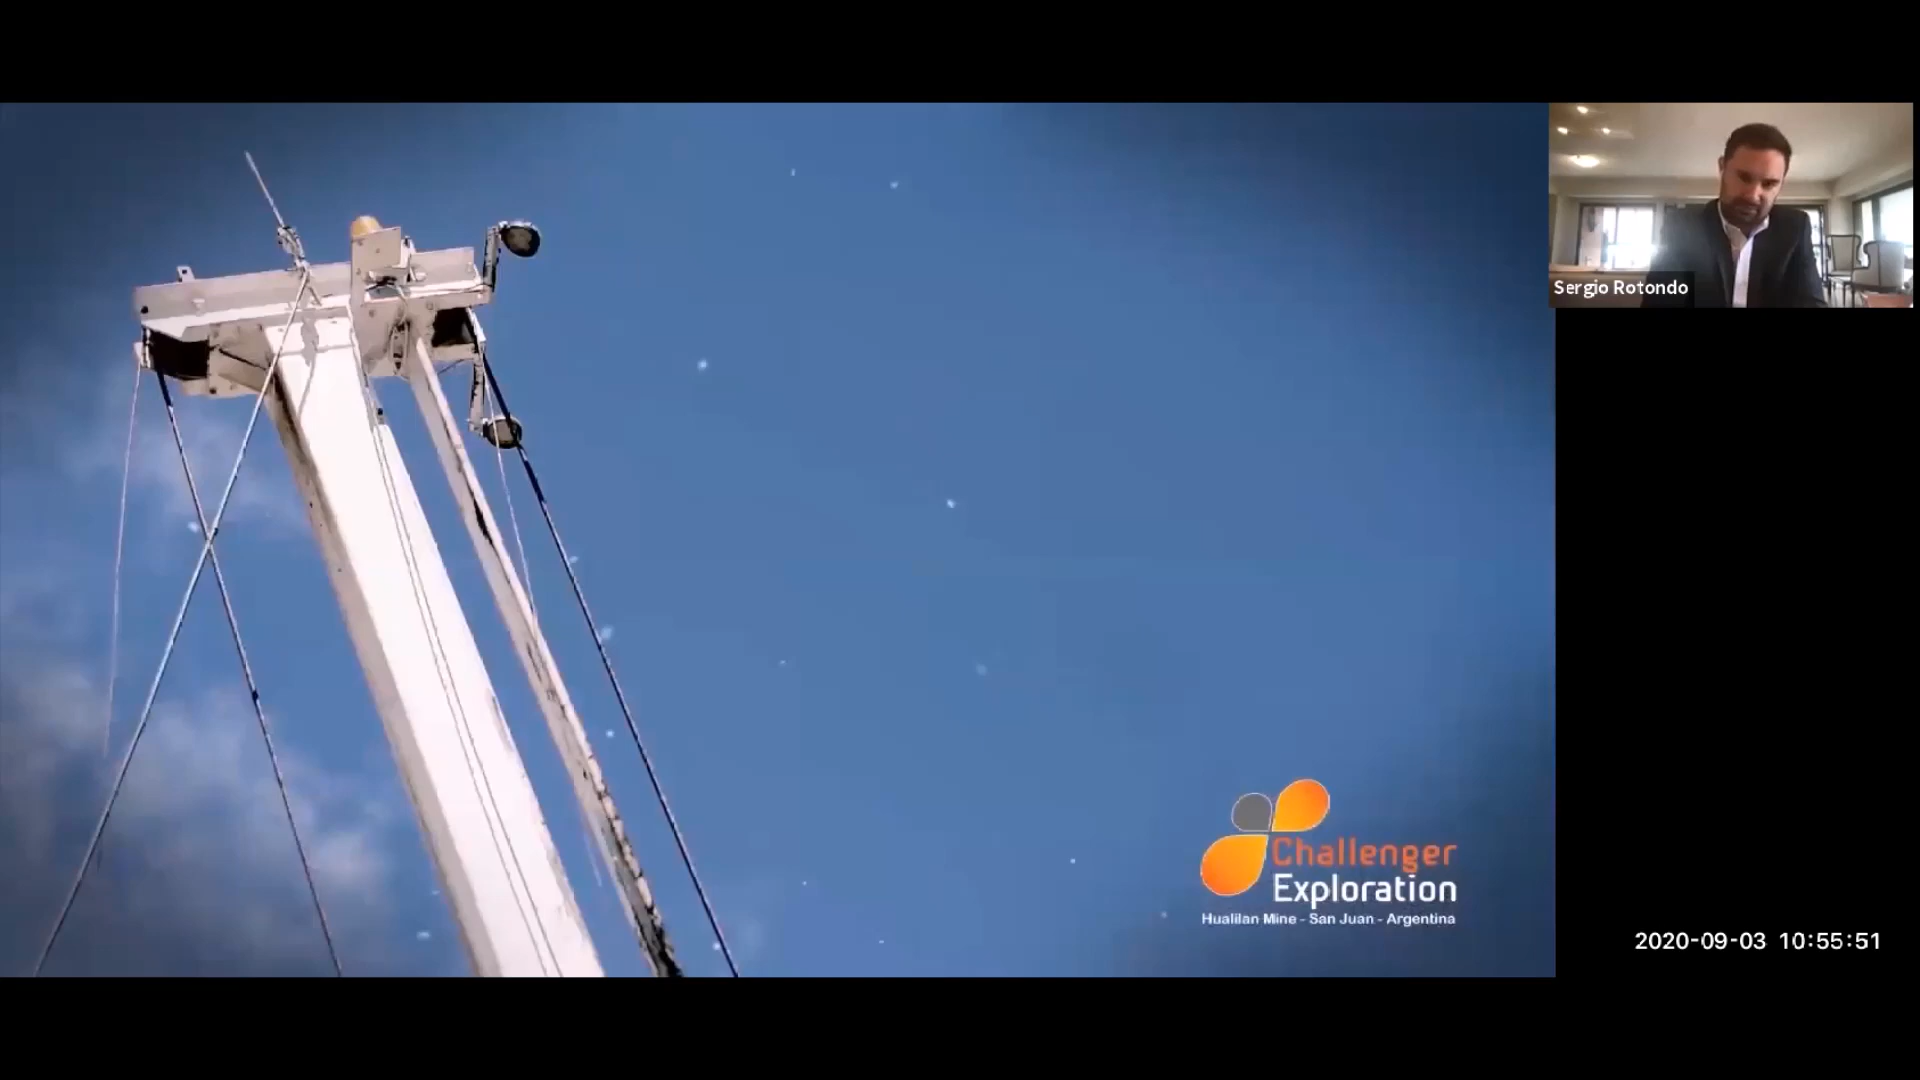 Sergio Rotondo
Challenger
Exploration
Hualilan Mine - San Juan - Argentina
2020-09-03 10:55:51